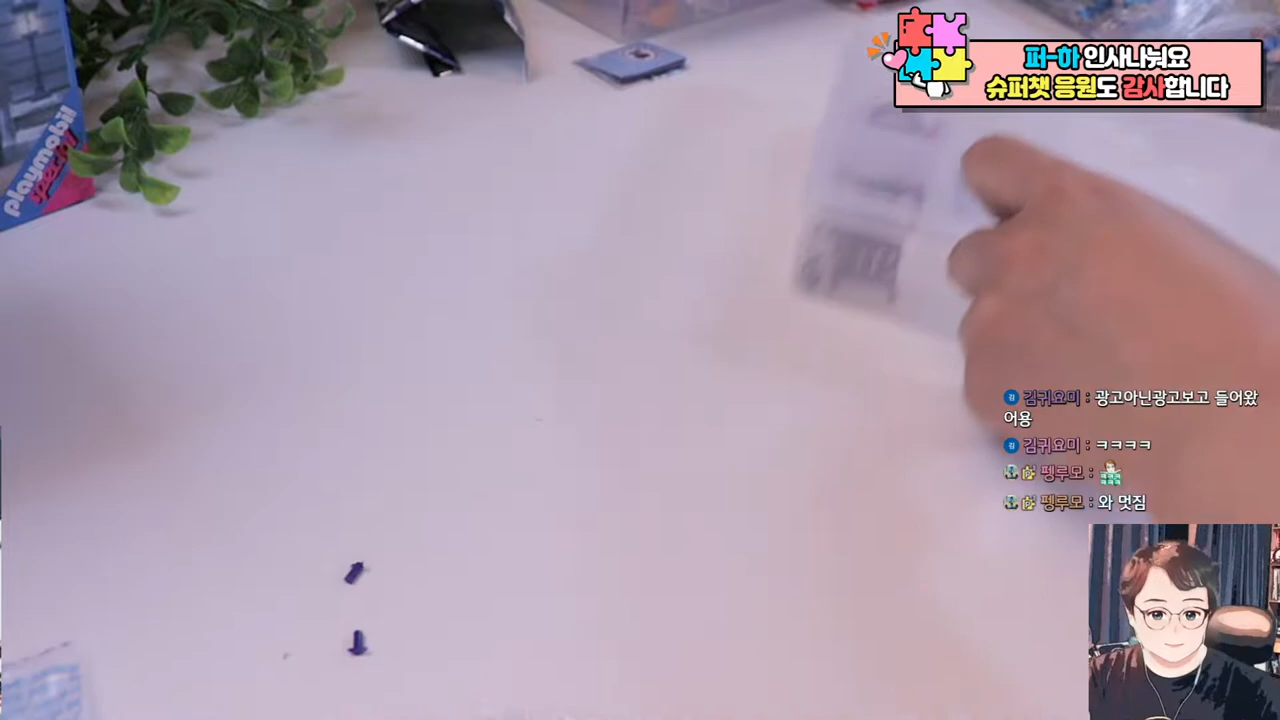 playmobil
special
퍼-하 인사나눠요
슈퍼챗 응원도 감사합니다
김귀요미 : 광고아닌광고보고 들어왔
어용
김귀요미 : ㅋㅋㅋㅋ
펭루모 :
펭루모 : 와 멋짐